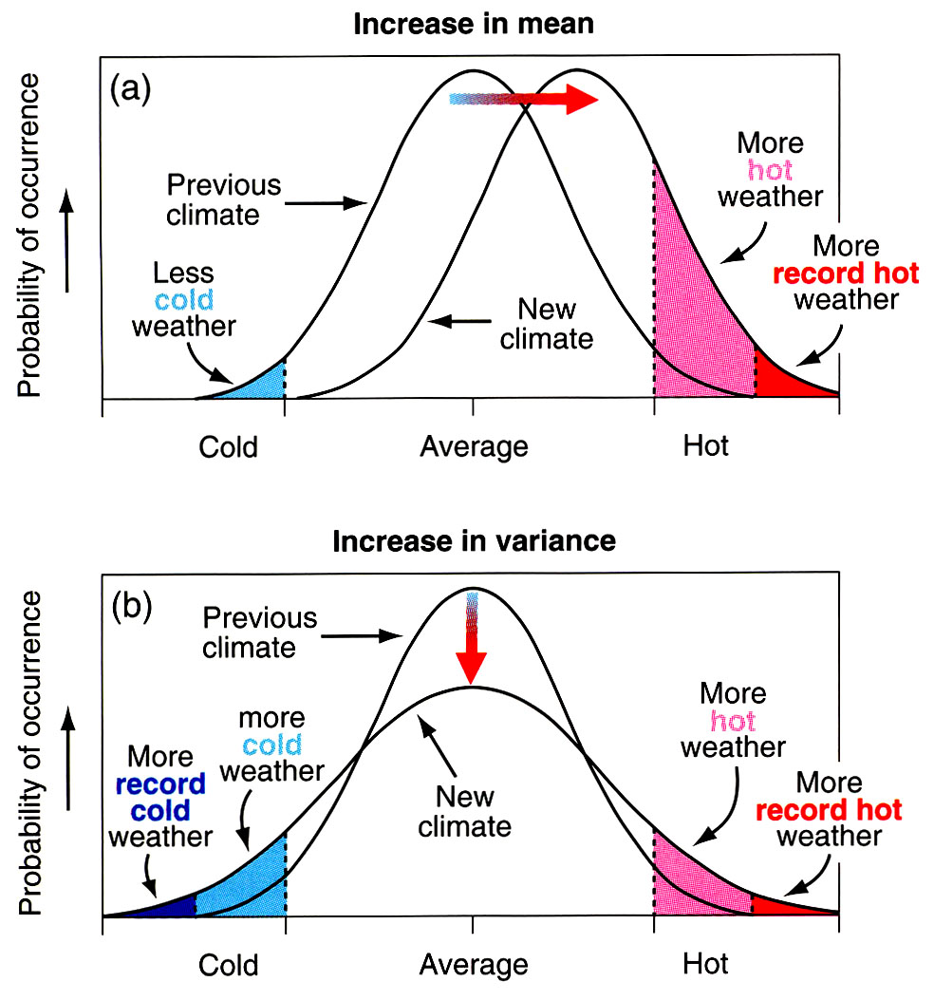 Increase in mean
(a)
Probability of occurrence
Previous
climate
Less
cold
weather
New
climate
More
hot
weather
More
record hot
weather
Cold
Average
Hot
Increase in variance
(b)
Probability of occurrence
Previous
climate
more
cold
weather
More
record
cold
weather
New
climate
More
hot
weather
More
record hot
weather
Cold
Average
Hot